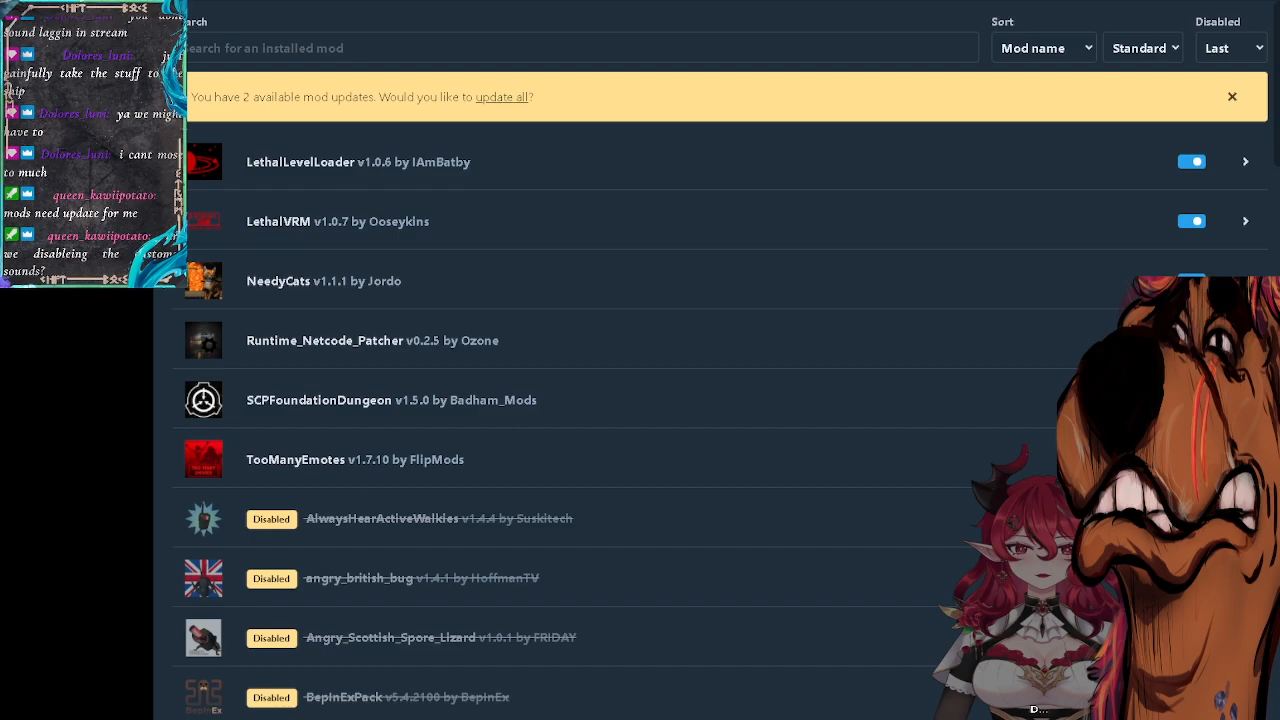 sound laggin in stream
Dolores_luni:
painfully take the stuff to
ship
Dolores_luni: ya we might
have to
Dolores_luni: i cant most
to much
queen_kawiipotato:
mods need update for me
queen_kawiipotato:
we disableing the custom
sounds?
Search for an installed mod
Sort
Mod name
Standard
Disabled
Last
You have 2 available mod updates. Would you like to update all?
LethalLevelLoader v1.0.6 by IAmBatby
LethalVRM v1.0.7 by Ooseykins
NeedyCats v1.1.1 by Jordo
Runtime_Netcode_Patcher v0.2.5 by Ozone
SCPFoundationDungeon v1.5.0 by Badham_Mods
TooManyEmotes v1.7.10 by FlipMods
Disabled AlwaysHearActiveWalkies v1.4.4 by Suskitech
Disabled angry_british_bug v1.4.1 by HoffmanTV
Disabled Angry_Scottish_Spore_Lizard v1.0.1 by FRIDAY
Disabled BepInExPack v5.4.2100 by BepInEx
BepInEx
D...